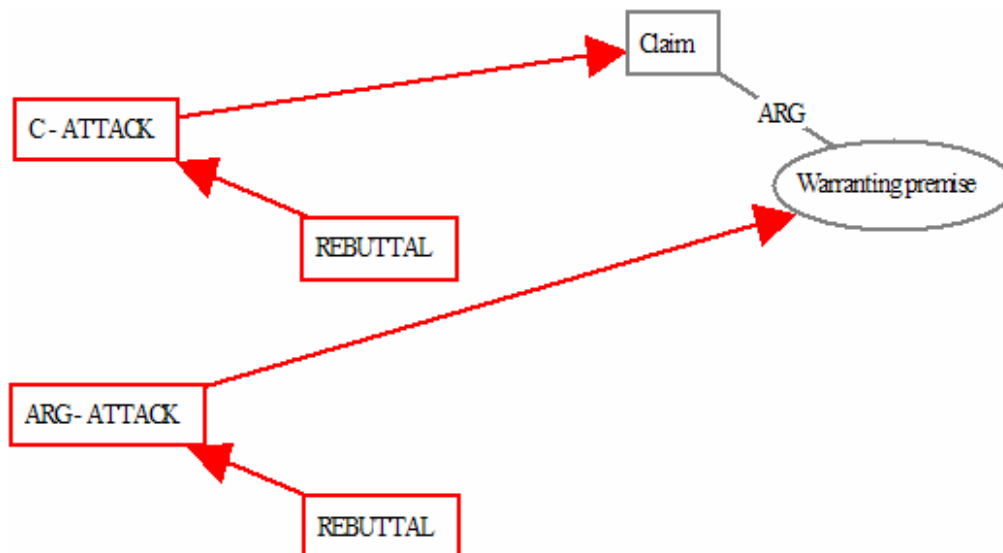 Claim
ARG
C - ATTACK
Warranting premise
REBUTTAL
ARG - ATTACK
REBUTTAL